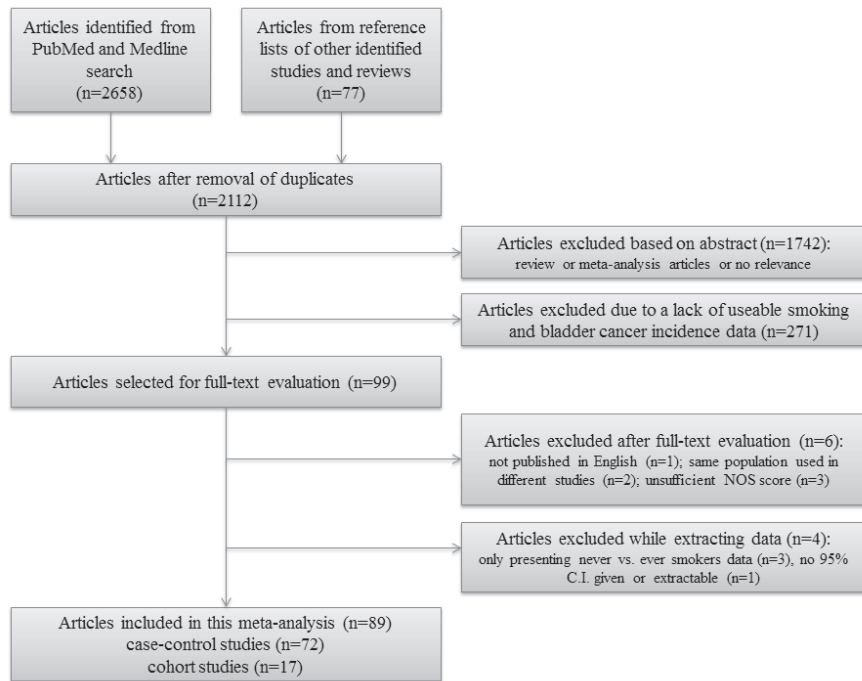 Articles identified from
PubMed and Medline
search
(n=2658)
Articles from reference
lists of other identified
studies and reviews
(n=77)
Articles after removal of duplicates
(n=2112)
Articles excluded based on abstract (n=1742):
review or meta-analysis articles or no relevance
Articles excluded due to a lack of useable smoking
and bladder cancer incidence data (n=271)
Articles selected for full-text evaluation (n=99)
Articles excluded after full-text evaluation (n=6):
not published in English (n=1); same population used in
different studies (n=2); unsufficient NOS score (n=3)
Articles excluded while extracting data (n=4):
only presenting never vs. ever smokers data (n=3), no 95%
C.I. given or extractable (n=1)
Articles included in this meta-analysis (n=89)
case-control studies (n=72)
cohort studies (n=17)